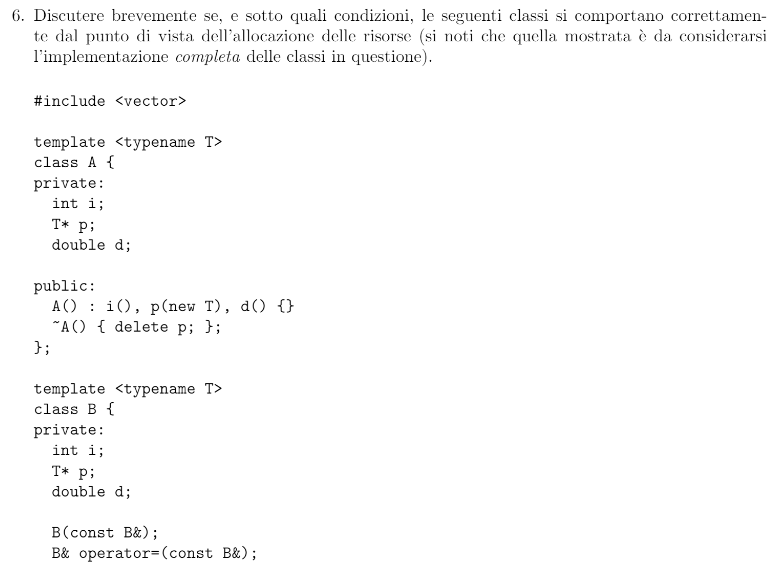 6. Discutere brevemente se, e sotto quali condizioni, le seguenti classi si comportano correttamen-
te dal punto di vista dell'allocazione delle risorse (si noti che quella mostrata è da considerarsi
l'implementazione completa delle classi in questione).
#include <vector>
template <typename T>
class A {
private:
  int i;
  T* p;
  double d;
public:
  A() : i(), p(new T), d() {}
  ~A() { delete p; };
};
template <typename T>
class B {
private:
  int i;
  T* p;
  double d;
  B(const B&);
  B& operator=(const B&);